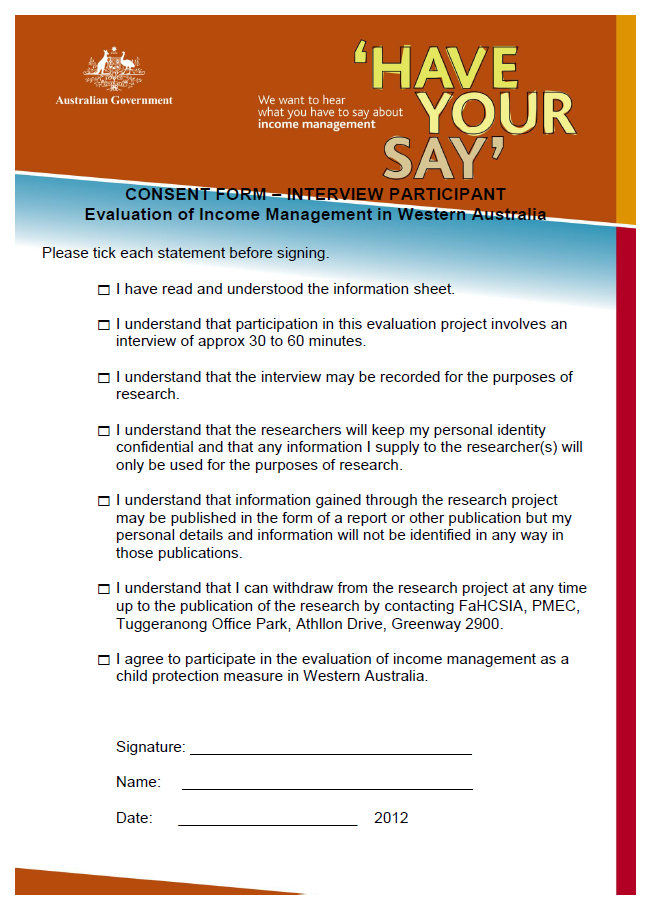 Australian Government
We want to hear
what you have to say about
income management
‘HAVE
YOUR
SAY’
CONSENT FORM – INTERVIEW PARTICIPANT
Evaluation of Income Management in Western Australia
Please tick each statement before signing.
I have read and understood the information sheet.
I understand that participation in this evaluation project involves an
interview of approx 30 to 60 minutes.
I understand that the interview may be recorded for the purposes of
research.
I understand that the researchers will keep my personal identity
confidential and that any information I supply to the researcher(s) will
only be used for the purposes of research.
I understand that information gained through the research project
may be published in the form of a report or other publication but my
personal details and information will not be identified in any way in
those publications.
I understand that I can withdraw from the research project at any time
up to the publication of the research by contacting FaHCSIA, PMEC,
Tuggeranong Office Park, Athllon Drive, Greenway 2900.
I agree to participate in the evaluation of income management as a
child protection measure in Western Australia.
Signature:
Name:
Date: 2012